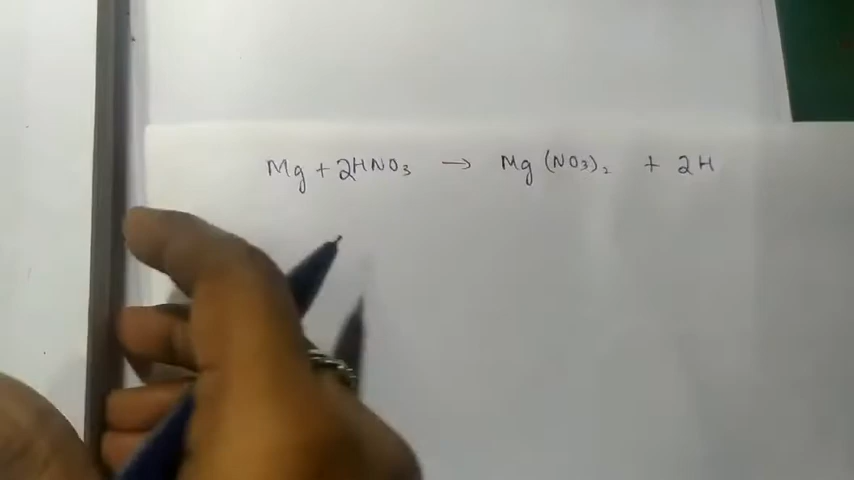 Mg + 2HNO₃ → Mg (NO₃)₂ + 2H